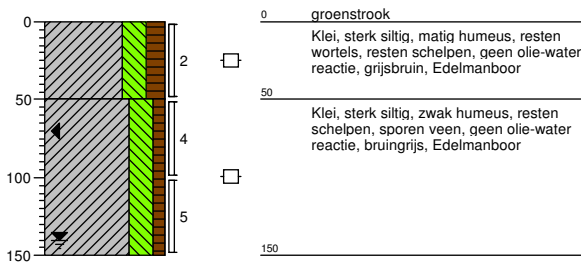 0
50
100
150
2
4
5
0 groenstrook
Klei, sterk siltig, matig humeus, resten
wortels, resten schelpen, geen olie-water
reactie, grijsbruin, Edelmanboor
50
Klei, sterk siltig, zwak humeus, resten
schelpen, sporen veen, geen olie-water
reactie, bruingrijs, Edelmanboor
150